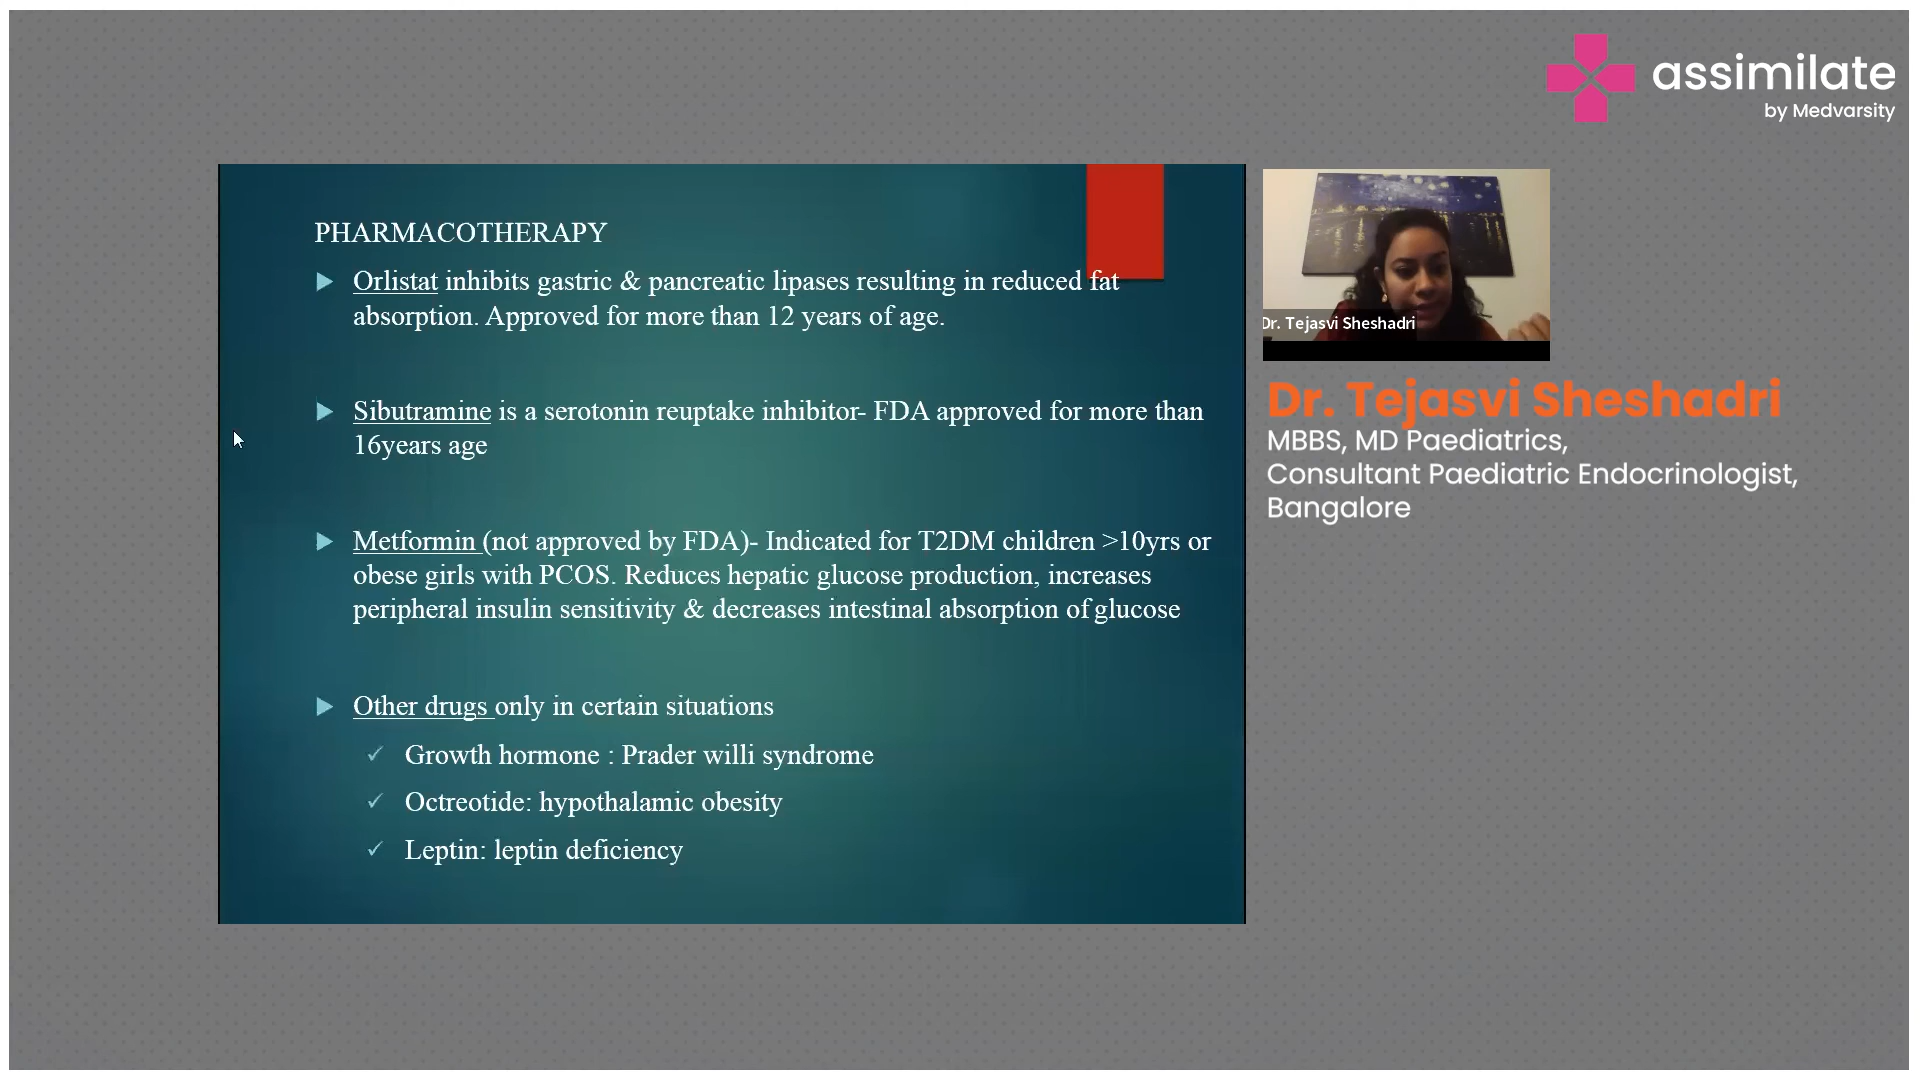 assimilate
by Medvarsity
PHARMACOTHERAPY
Orlistat inhibits gastric & pancreatic lipases resulting in reduced fat
absorption. Approved for more than 12 years of age.
Sibutramine is a serotonin reuptake inhibitor- FDA approved for more than
16years age
Metformin (not approved by FDA)- Indicated for T2DM children >10yrs or
obese girls with PCOS. Reduces hepatic glucose production, increases
peripheral insulin sensitivity & decreases intestinal absorption of glucose
Other drugs only in certain situations
Growth hormone : Prader willi syndrome
Octreotide: hypothalamic obesity
Leptin: leptin deficiency
Dr. Tejasvi Sheshadri
Dr. Tejasvi Sheshadri
MBBS, MD Paediatrics,
Consultant Paediatric Endocrinologist,
Bangalore